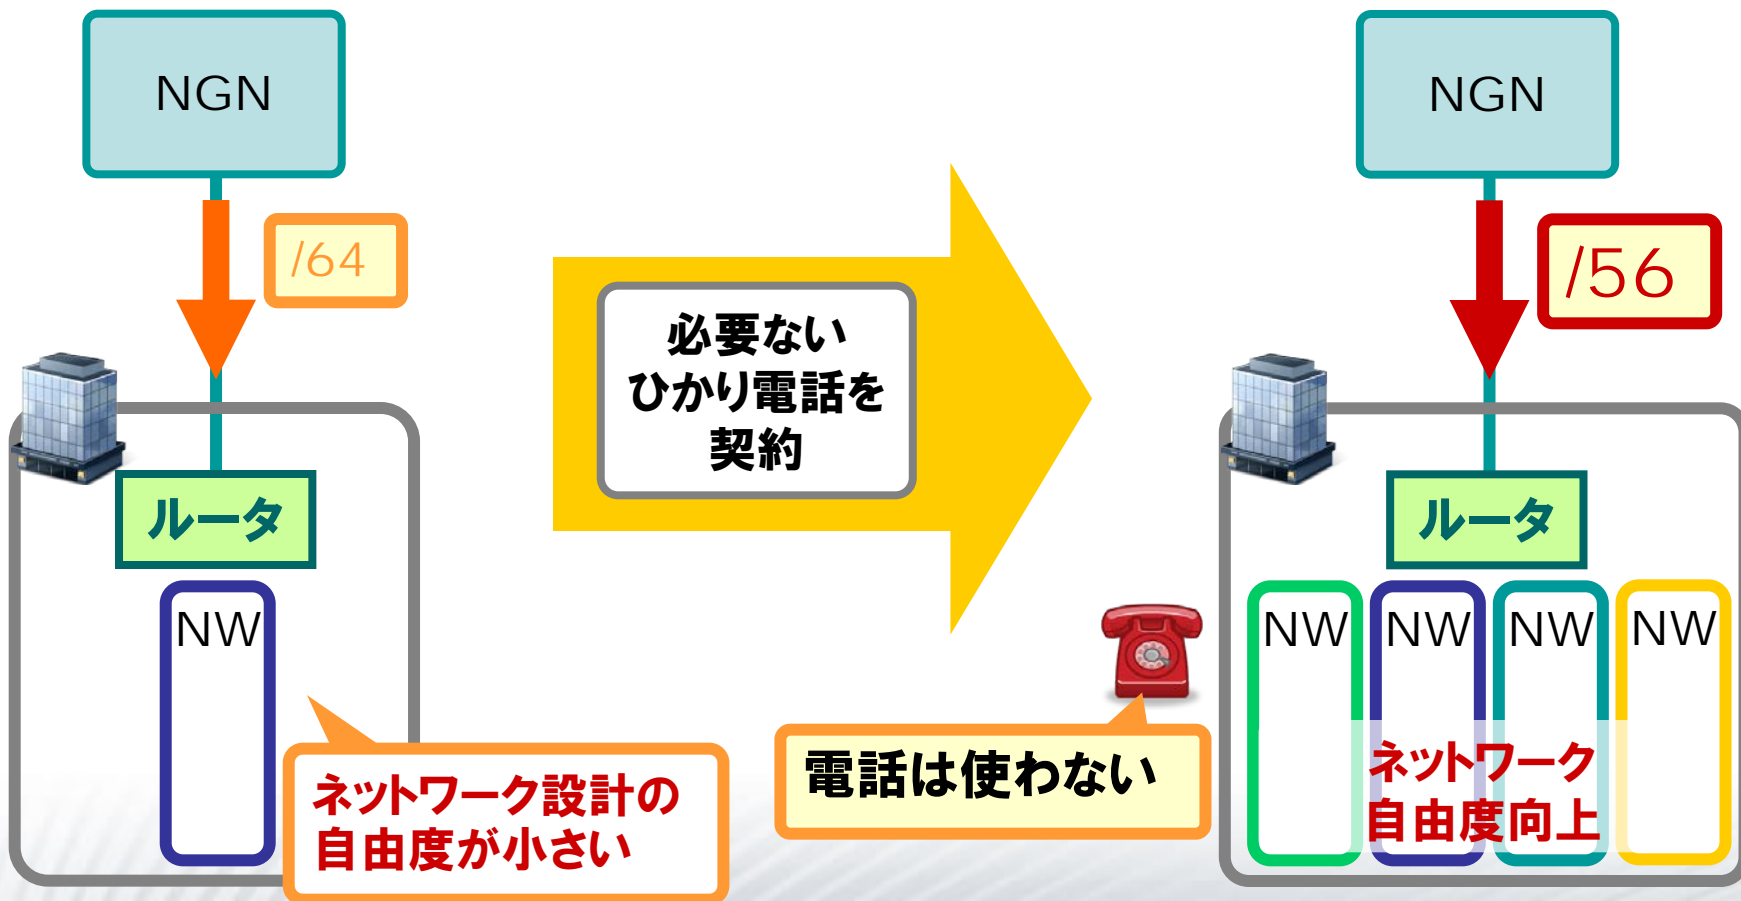 NGN
/64
ルータ
NW
ネットワーク設計の
自由度が小さい
必要ない
ひかり電話を
契約
NGN
/56
ルータ
NW
NW
NW
NW
ネットワーク
自由度向上
電話は使わない